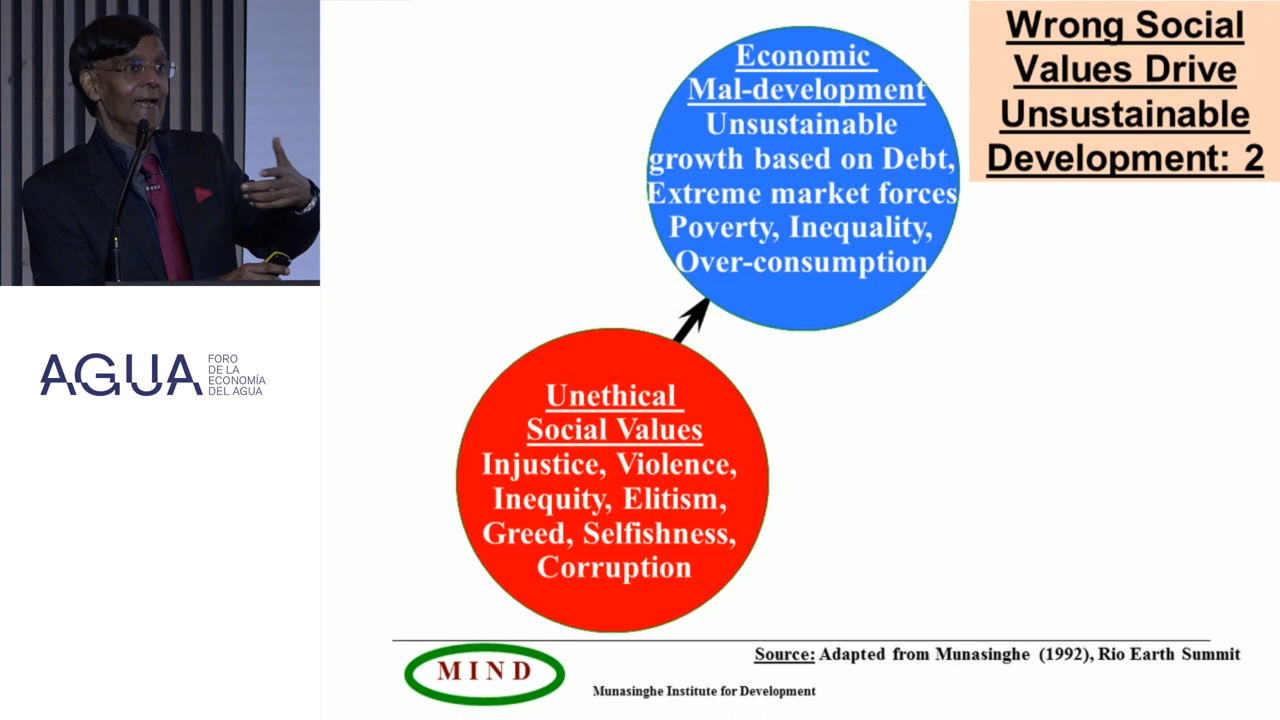 Wrong Social
Values Drive
Unsustainable
Development: 2
Economic
Mal-development
Unsustainable
growth based on Debt,
Extreme market forces
Poverty, Inequality,
Over-consumption
Unethical
Social Values
Injustice, Violence,
Inequity, Elitism,
Greed, Selfishness,
Corruption
AGUA
FORO
DE LA
ECONOMÍA
DEL AGUA
Source: Adapted from Munasinghe (1992), Rio Earth Summit
M I N D
Munasinghe Institute for Development